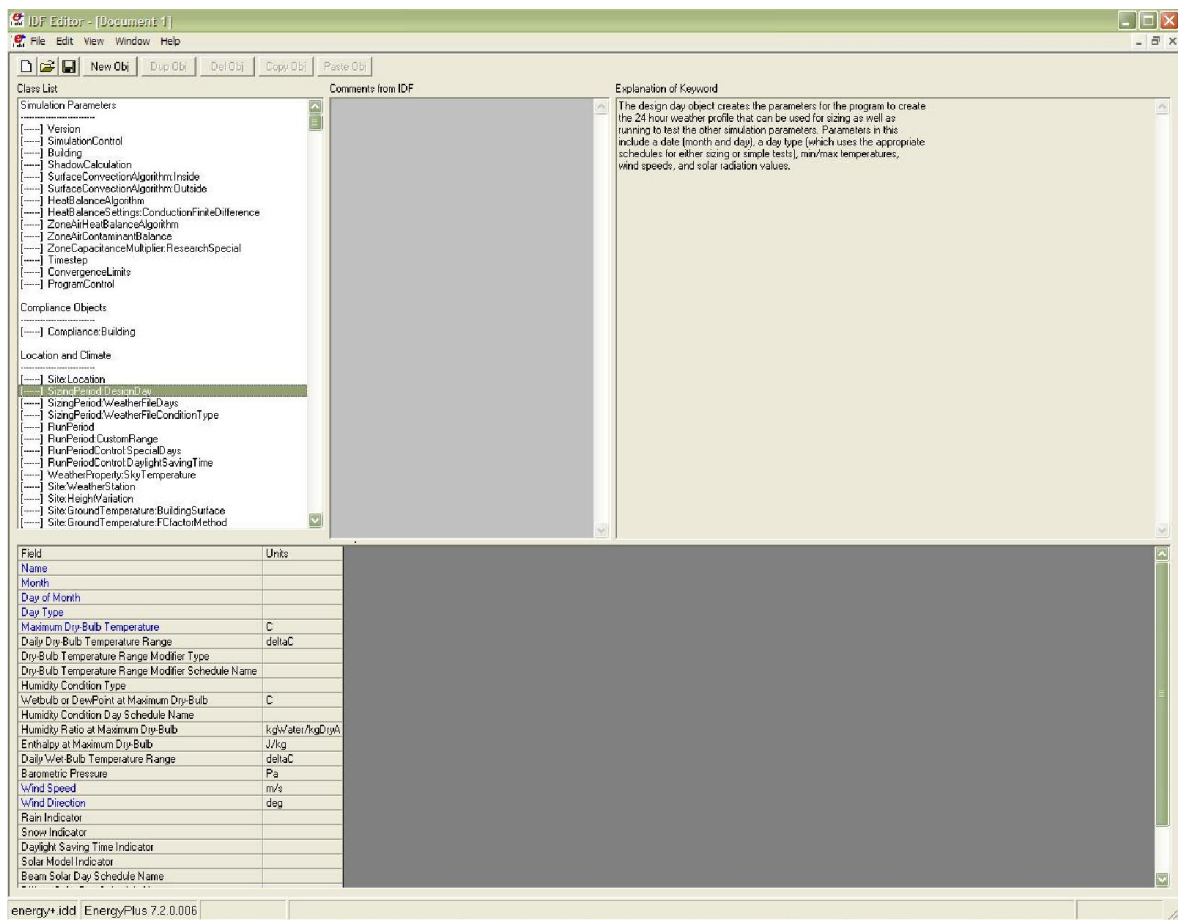 IDF Editor - [Document 1]
File Edit View Window Help
New Obj Dup Obj Del Obj Copy Obj Paste Obj
Class List
Simulation Parameters
-------------------------
[-----] Version
[-----] SimulationControl
[-----] Building
[-----] ShadowCalculation
[-----] SurfaceConvectionAlgorithm:Inside
[-----] SurfaceConvectionAlgorithm:Outside
[-----] HeatBalanceAlgorithm
[-----] HeatBalanceSettings:ConductionFiniteDifference
[-----] ZoneAirHeatBalanceAlgorithm
[-----] ZoneAirContaminantBalance
[-----] ZoneCapacitanceMultiplier:ResearchSpecial
[-----] Timestep
[-----] ConvergenceLimits
[-----] ProgramControl
Compliance Objects
-------------------------
[-----] Compliance:Building
Location and Climate
-------------------------
[-----] Site:Location
[-----] SizingPeriod:DesignDay
[-----] SizingPeriod:WeatherFileDays
[-----] SizingPeriod:WeatherFileConditionType
[-----] RunPeriod
[-----] RunPeriod:CustomRange
[-----] RunPeriodControl:SpecialDays
[-----] RunPeriodControl:DaylightSavingTime
[-----] WeatherProperty:SkyTemperature
[-----] Site:WeatherStation
[-----] Site:HeightVariation
[-----] Site:GroundTemperature:BuildingSurface
[-----] Site:GroundTemperature:FCfactorMethod
Comments from IDF
Explanation of Keyword
The design day object creates the parameters for the program to create
the 24 hour weather profile that can be used for sizing as well as
running to test the other simulation parameters. Parameters in this
include a date (month and day), a day type (which uses the appropriate
schedules for either sizing or simple tests), min/max temperatures,
wind speeds, and solar radiation values.
Field Units
Name
Month
Day of Month
Day Type
Maximum Dry-Bulb Temperature C
Daily Dry-Bulb Temperature Range deltaC
Dry-Bulb Temperature Range Modifier Type
Dry-Bulb Temperature Range Modifier Schedule Name
Humidity Condition Type
Wetbulb or DewPoint at Maximum Dry-Bulb C
Humidity Condition Day Schedule Name
Humidity Ratio at Maximum Dry-Bulb kgWater/kgDryA
Enthalpy at Maximum Dry-Bulb J/kg
Daily Wet-Bulb Temperature Range deltaC
Barometric Pressure Pa
Wind Speed m/s
Wind Direction deg
Rain Indicator
Snow Indicator
Daylight Saving Time Indicator
Solar Model Indicator
Beam Solar Day Schedule Name
energy+.idd EnergyPlus 7.2.0.006